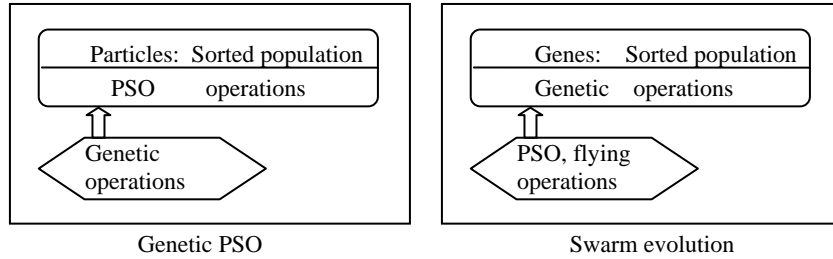 Particles: Sorted population
PSO operations
Genetic
operations
Genetic PSO
Genes: Sorted population
Genetic operations
PSO, flying
operations
Swarm evolution